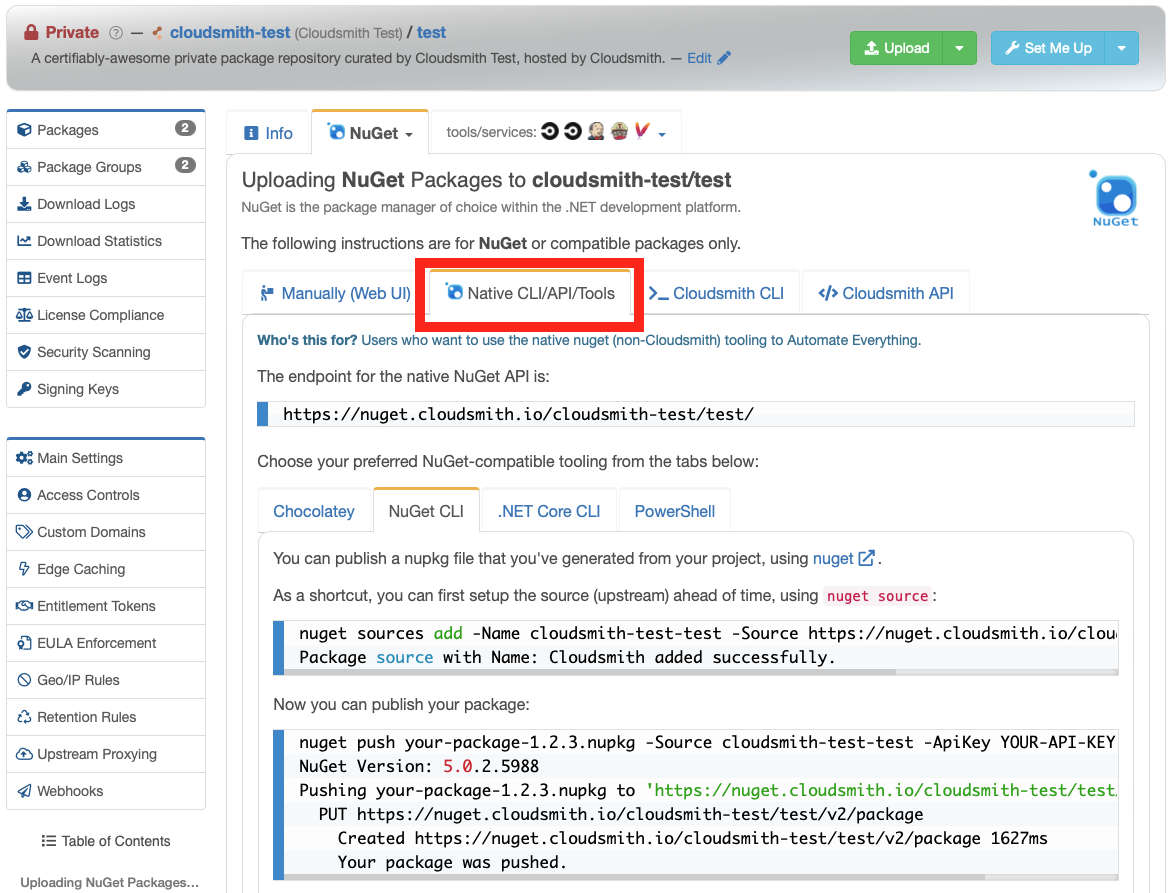 Private ? — cloudsmith-test (Cloudsmith Test) / test
A certifiably-awesome private package repository curated by Cloudsmith Test, hosted by Cloudsmith. — Edit
Upload
Set Me Up
Packages 2
Package Groups 2
Download Logs
Download Statistics
Event Logs
License Compliance
Security Scanning
Signing Keys
Main Settings
Access Controls
Custom Domains
Edge Caching
Entitlement Tokens
EULA Enforcement
Geo/IP Rules
Retention Rules
Upstream Proxying
Webhooks
Table of Contents
Uploading NuGet Packages...
Info NuGet tools/services:
Uploading NuGet Packages to cloudsmith-test/test
NuGet is the package manager of choice within the .NET development platform.
NUGET
The following instructions are for NuGet or compatible packages only.
Manually (Web UI) Native CLI/API/Tools Cloudsmith CLI Cloudsmith API
Who's this for? Users who want to use the native nuget (non-Cloudsmith) tooling to Automate Everything.
The endpoint for the native NuGet API is:
https://nuget.cloudsmith.io/cloudsmith-test/test/
Choose your preferred NuGet-compatible tooling from the tabs below:
Chocolatey NuGet CLI .NET Core CLI PowerShell
You can publish a nupkg file that you've generated from your project, using nuget .
As a shortcut, you can first setup the source (upstream) ahead of time, using nuget source :
nuget sources add -Name cloudsmith-test-test -Source https://nuget.cloudsmith.io/clou
Package source with Name: Cloudsmith added successfully.
Now you can publish your package:
nuget push your-package-1.2.3.nupkg -Source cloudsmith-test-test -ApiKey YOUR-API-KEY
NuGet Version: 5.0.2.5988
Pushing your-package-1.2.3.nupkg to 'https://nuget.cloudsmith.io/cloudsmith-test/test
PUT https://nuget.cloudsmith.io/cloudsmith-test/test/v2/package
Created https://nuget.cloudsmith.io/cloudsmith-test/test/v2/package 1627ms
Your package was pushed.